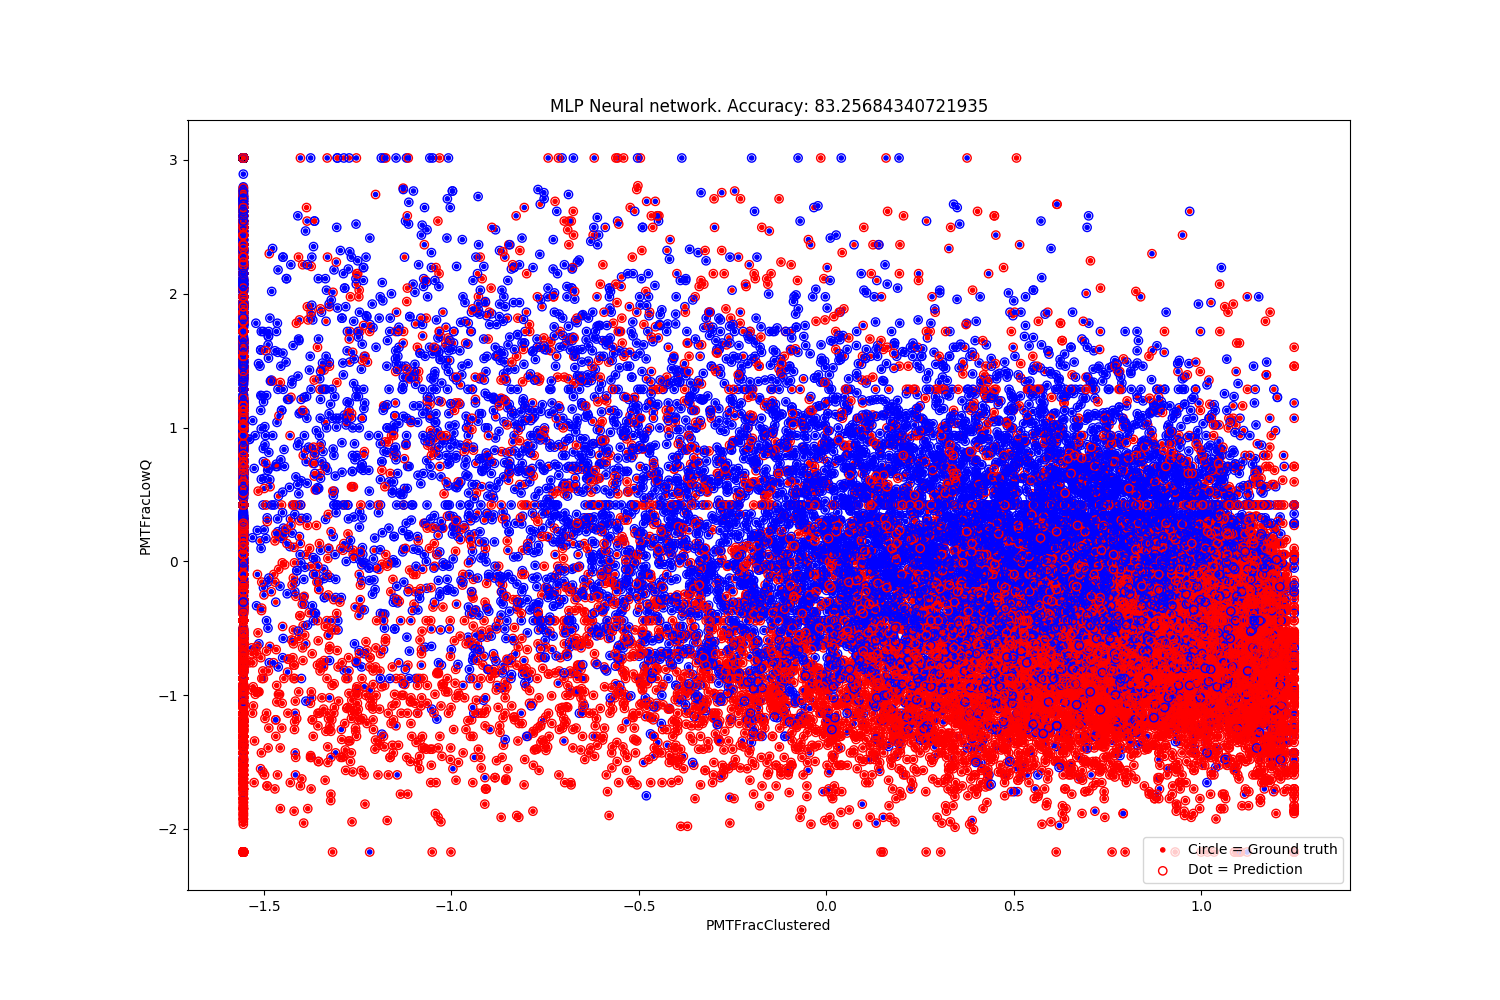 MLP Neural network. Accuracy: 83.25684340721935
3
2
1
0
−1
−2
PMTFracLowQ
Circle = Ground truth
Dot = Prediction
−1.5
−1.0
−0.5
0.0
0.5
1.0
PMTFracClustered